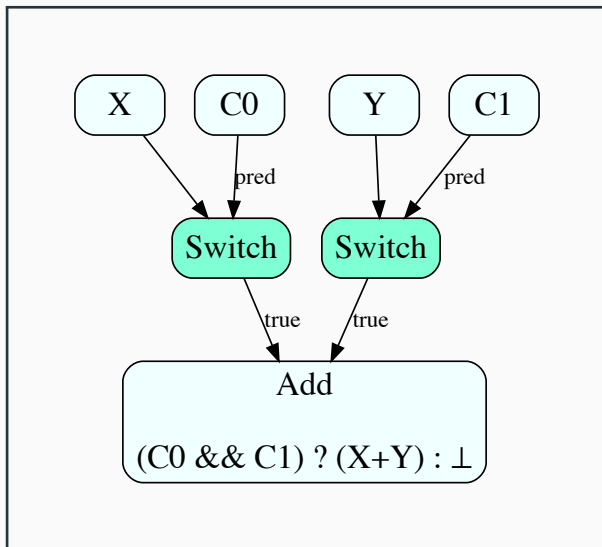 X C0 Y C1
pred pred
Switch Switch
true true
Add
(C0 && C1) ? (X+Y) : ⊥